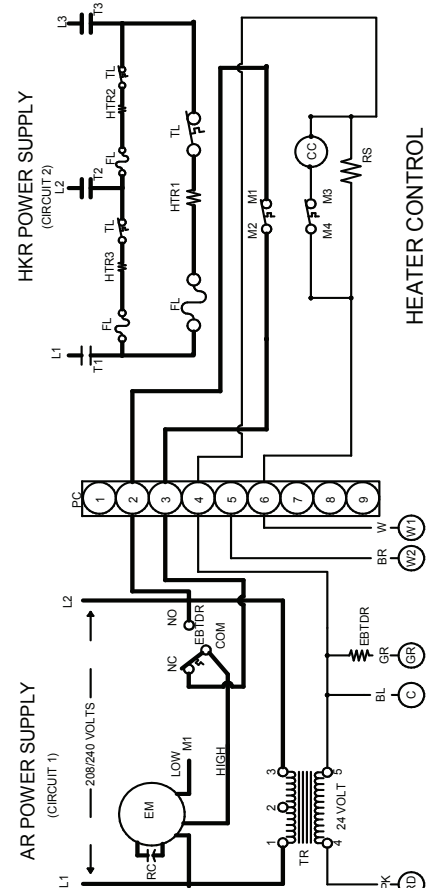 HKR POWER SUPPLY
(CIRCUIT 2)
L1
L2
L3
T1
T2
T3
FL
HTR3
TL
FL
HTR2
TL
FL
HTR1
TL
M2
M1
M4
M3
CC
RS
HEATER CONTROL
PC
1
2
3
4
5
6
7
8
9
W
W1
BR
W2
AR POWER SUPPLY
(CIRCUIT 1)
L1
208/240 VOLTS
L2
NO
EBTDR
NC
COM
EM
RC
LOW
M1
HIGH
EBTDR
GR
GR
BL
C
1
2
3
TR
4
5
24 VOLT
PK
RD